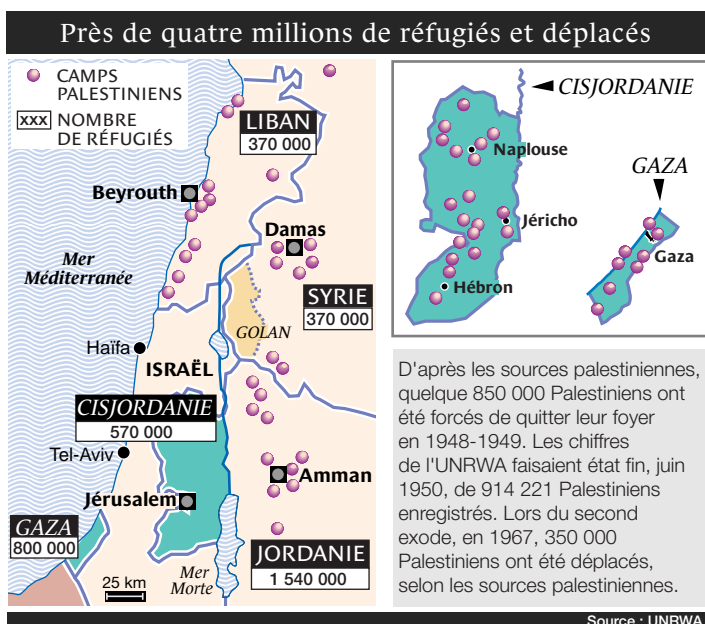 Près de quatre millions de réfugiés et déplacés
CAMPS
PALESTINIENS
xxx NOMBRE
DE RÉFUGIÉS
LIBAN
370 000
Beyrouth
Damas
Mer
Méditerranée
SYRIE
370 000
GOLAN
Haïfa
ISRAËL
CISJORDANIE
570 000
Tel-Aviv
Amman
Jérusalem
GAZA
800 000
JORDANIE
1 540 000
Mer
Morte
25 km
CISJORDANIE
Naplouse
GAZA
Jéricho
Gaza
Hébron
D'après les sources palestiniennes,
quelque 850 000 Palestiniens ont
été forcés de quitter leur foyer
en 1948-1949. Les chiffres
de l'UNRWA faisaient état fin, juin
1950, de 914 221 Palestiniens
enregistrés. Lors du second
exode, en 1967, 350 000
Palestiniens ont été déplacés,
selon les sources palestiniennes.
Source : UNRWA